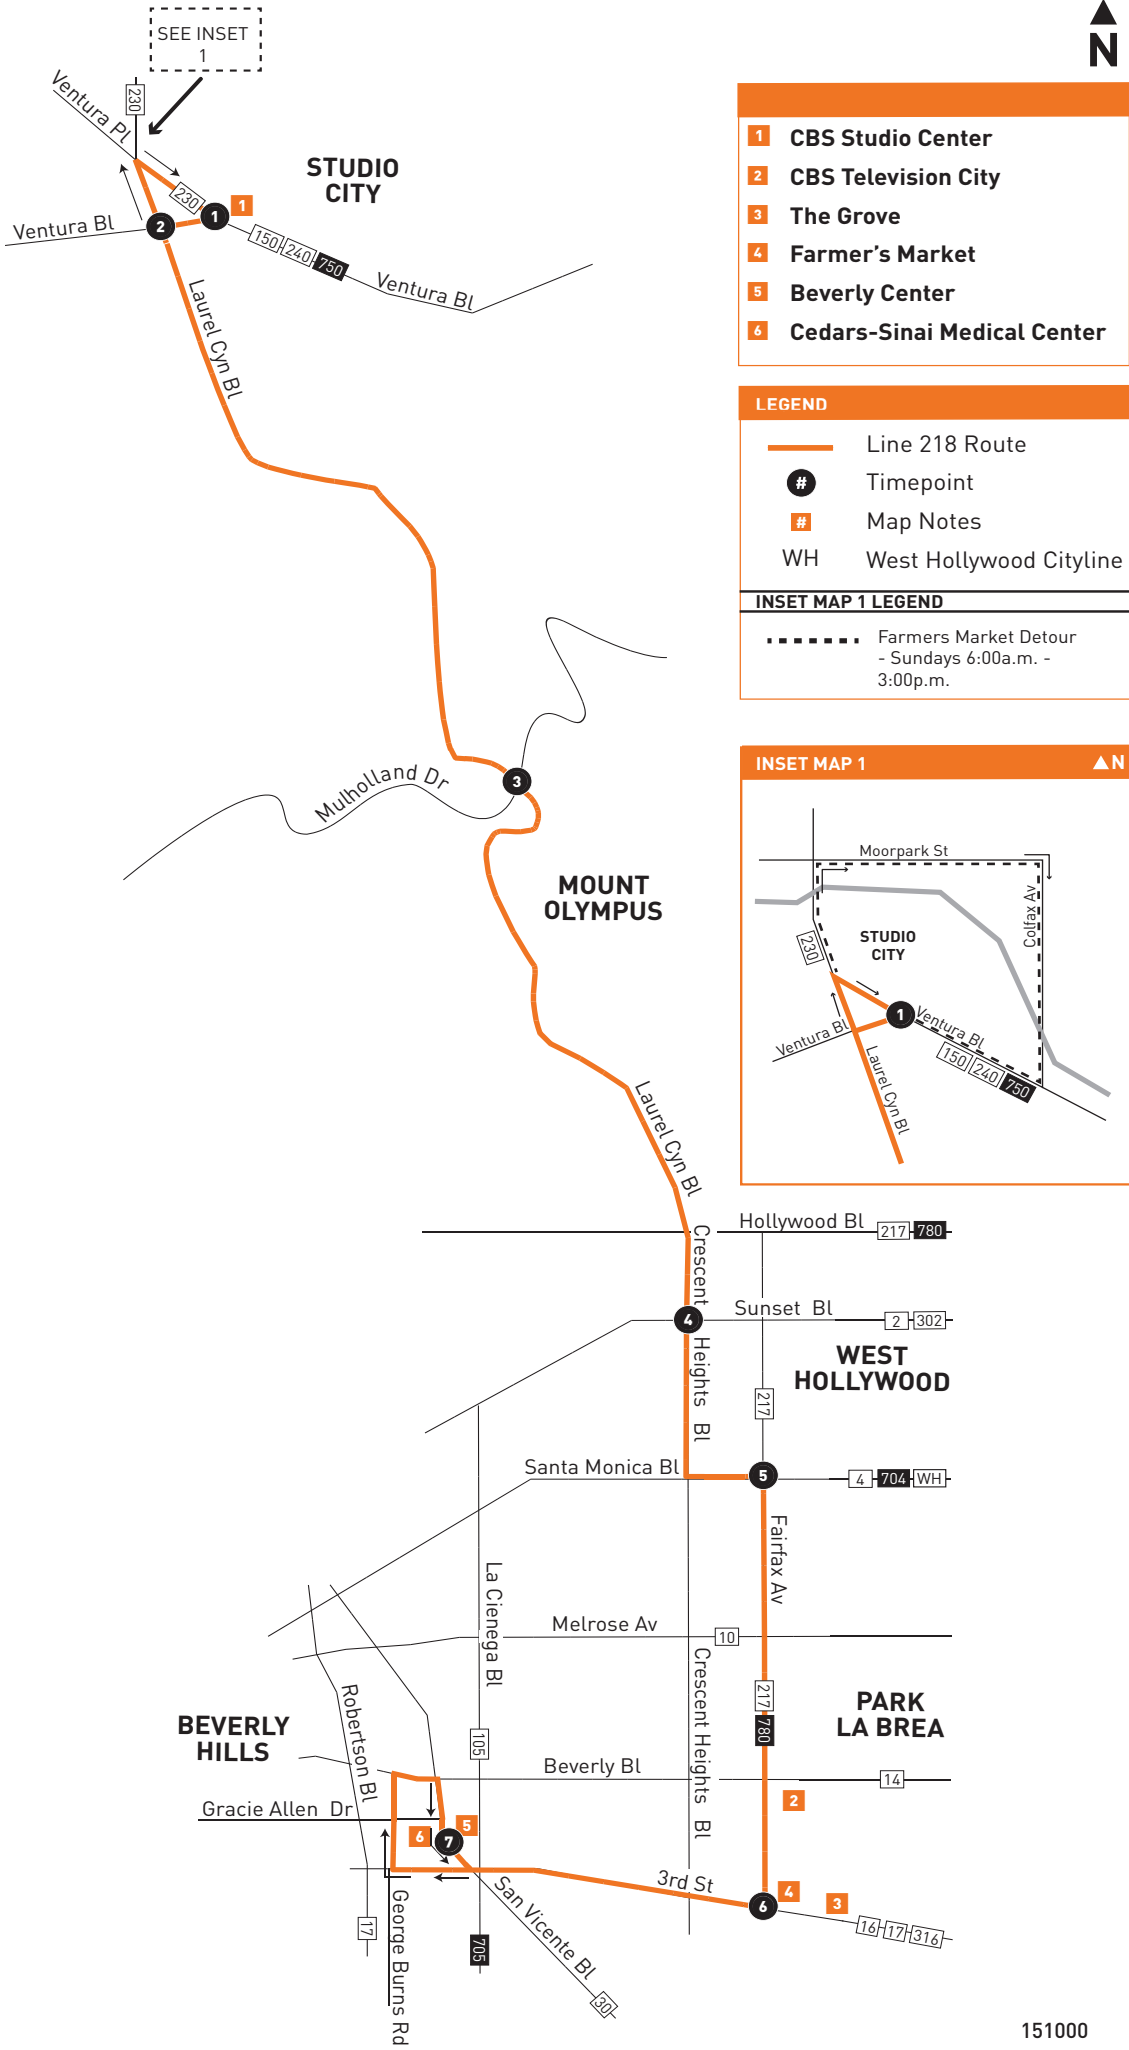 SEE INSET
1
N
Ventura Pl
230
STUDIO
CITY
230
1
1
2
Ventura Bl
150
240
750
Ventura Bl
Laurel Cyn Bl
1 CBS Studio Center
2 CBS Television City
3 The Grove
4 Farmer's Market
5 Beverly Center
6 Cedars-Sinai Medical Center
LEGEND
Line 218 Route
# Timepoint
# Map Notes
WH West Hollywood Cityline
INSET MAP 1 LEGEND
Farmers Market Detour
- Sundays 6:00a.m. -
3:00p.m.
INSET MAP 1 N
Moorpark St
Colfax Av
230
STUDIO
CITY
1
Ventura Bl
Ventura Bl
150
240
750
Laurel Cyn Bl
Mulholland Dr
3
MOUNT
OLYMPUS
Laurel Cyn Bl
Hollywood Bl 217 780
Crescent Heights Bl
4
Sunset Bl 2 302
WEST
HOLLYWOOD
217
Santa Monica Bl 5 4 704 WH
Fairfax Av
La Cienega Bl
Melrose Av 10
Crescent Heights Bl
217
780
PARK
LA BREA
BEVERLY
HILLS
Robertson Bl
105
Beverly Bl 14
2
Gracie Allen Dr
6
7
5
3rd St
6
4
3
16
17
316
San Vicente Bl
17
George Burns Rd
705
30
151000